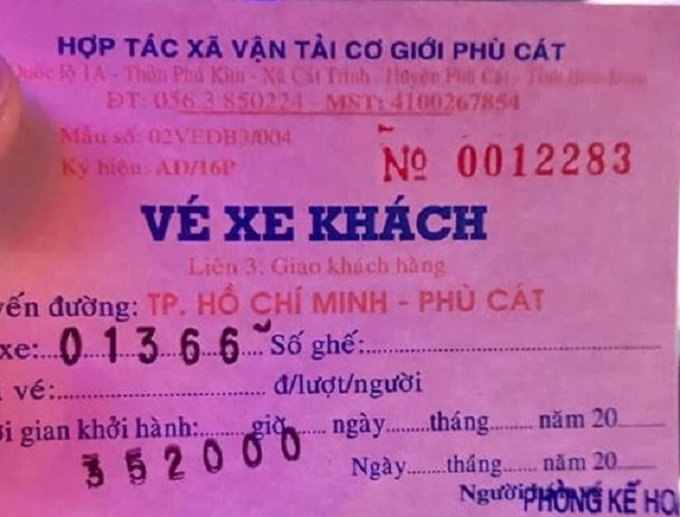 HỢP TÁC XÃ VẬN TẢI CƠ GIỚI PHÙ CÁT
Quốc lộ 1A - Thôn Phú Kim - Xã Cát Trinh - Huyện Phù Cát - Tỉnh Bình Định
ĐT: 056 3 850224 - MST: 4100267854
Mẫu số: 02VEDB3/004
Ký hiệu: AD/16P
Nº 0012283
VÉ XE KHÁCH
Liên 3: Giao khách hàng
yến đường: TP. HỒ CHÍ MINH - PHÙ CÁT
xe: 01366 Số ghế:
vé: đ/lượt/người
i gian khởi hành: giờ ngày tháng năm 20
352000
Ngày tháng năm 20
Người
PHÒNG KẾ HO